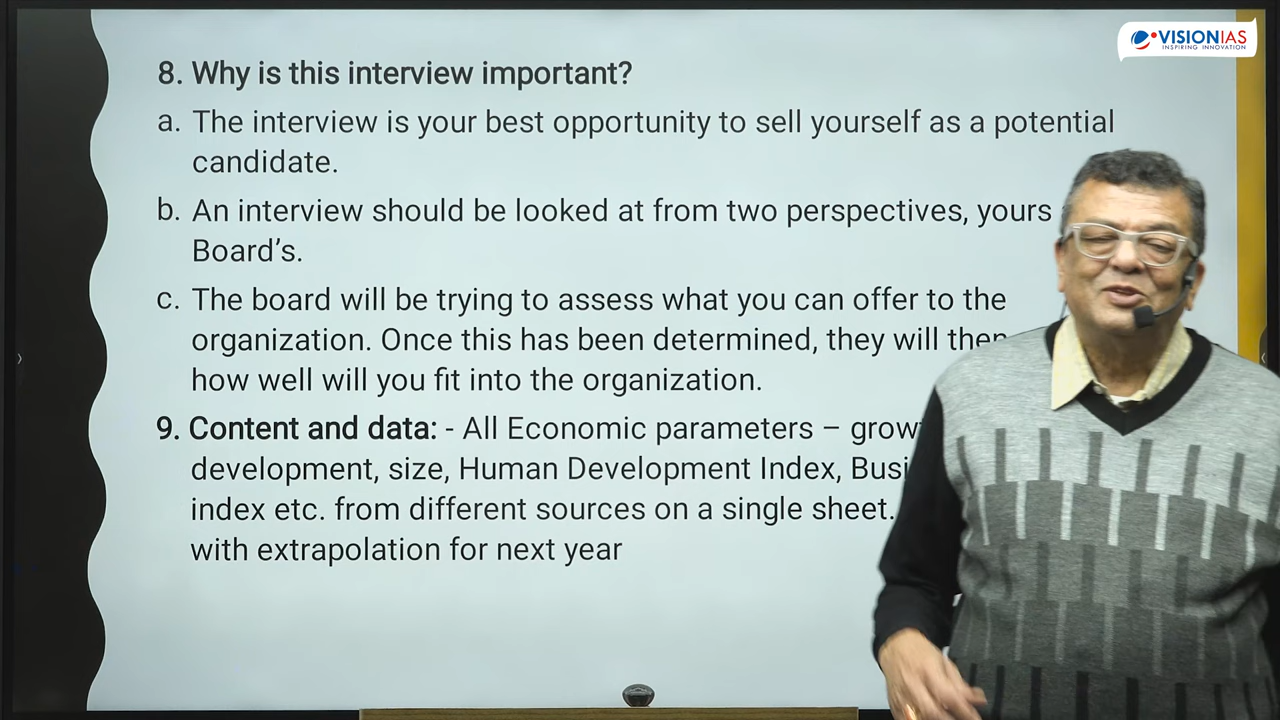 VISIONIAS
INSPIRING INNOVATION
8. Why is this interview important?
a. The interview is your best opportunity to sell yourself as a potential
candidate.
b. An interview should be looked at from two perspectives, yours
Board's.
c. The board will be trying to assess what you can offer to the
organization. Once this has been determined, they will then
how well will you fit into the organization.
9. Content and data: - All Economic parameters –
development, size, Human Development Index,
index etc. from different sources on a single sheet.
with extrapolation for next year